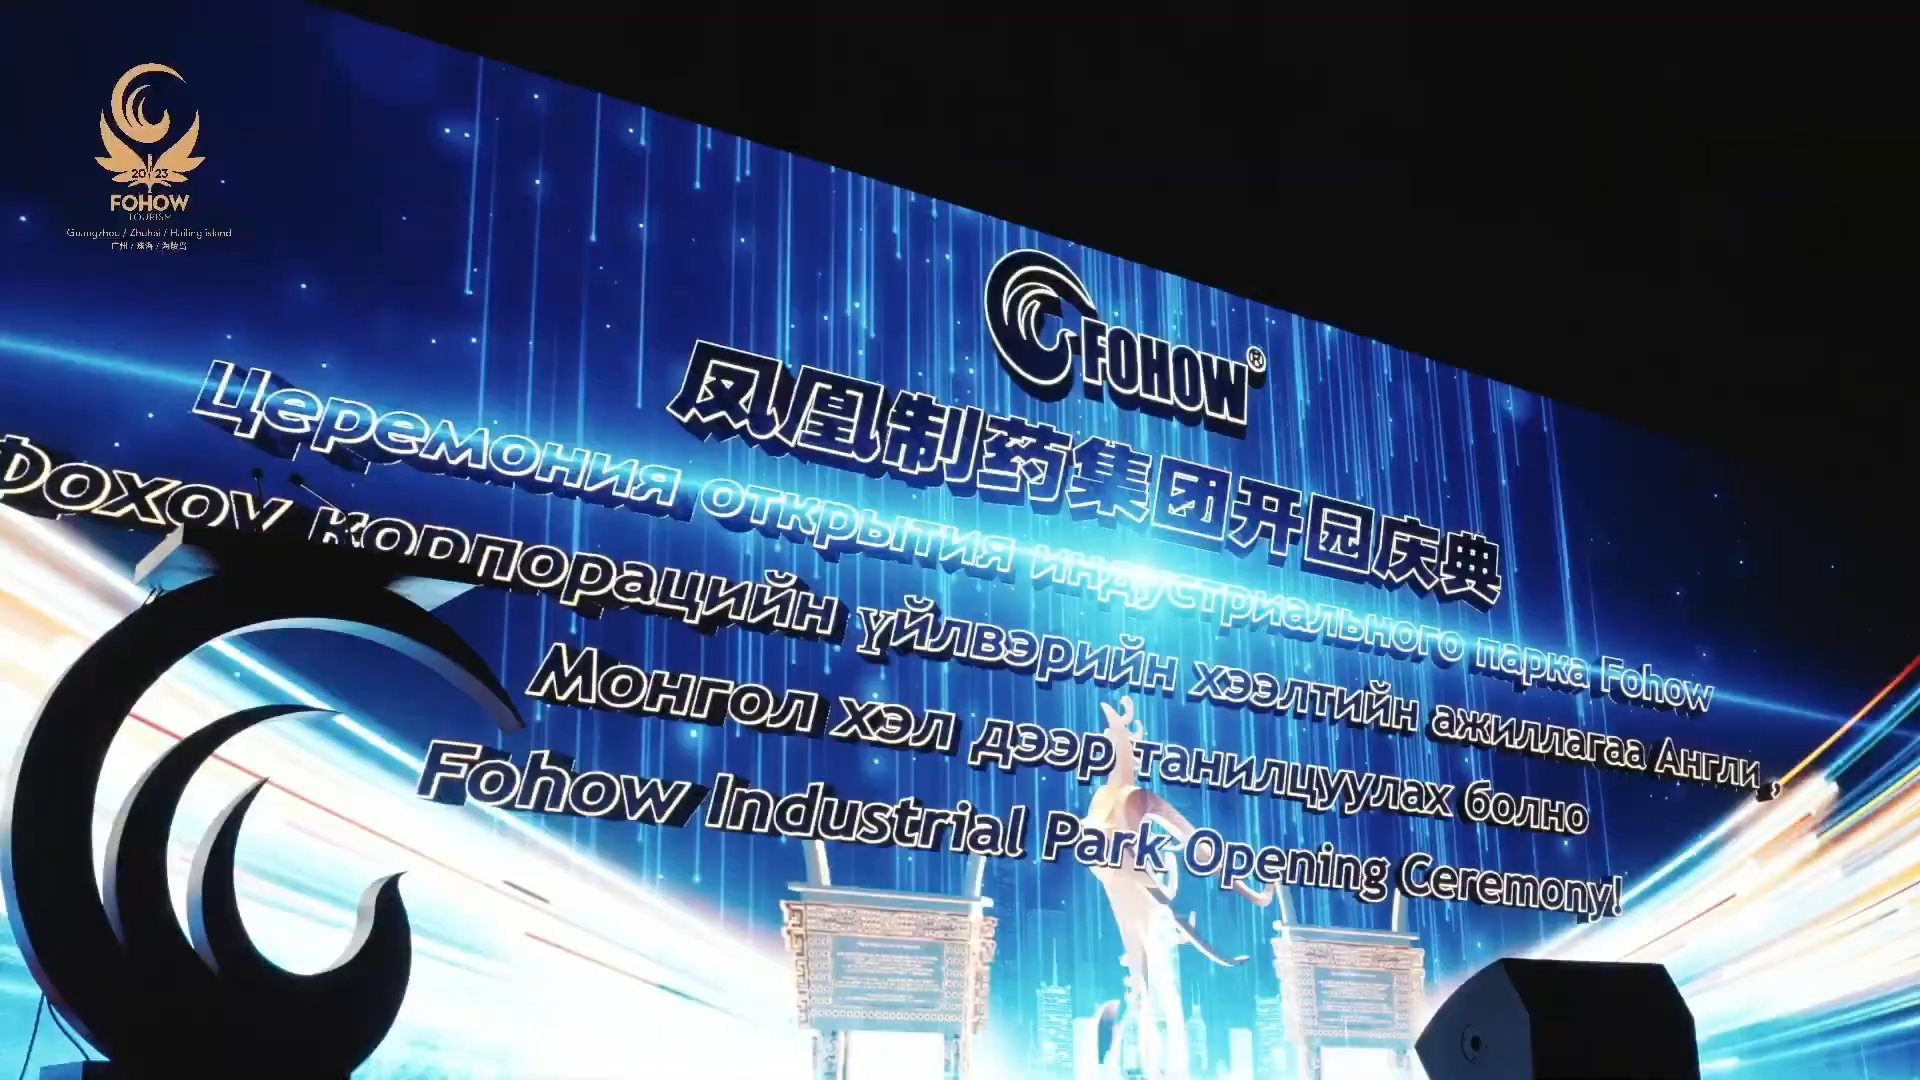 2023
FOHOW
TOURISM
Guangzhou / Zhuhai / Hailing island
广州 / 珠海 / 海陵岛
FOHOW®
凤凰制药集团开园庆典
Церемония открытия индустриального парка Fohow
Фохоу корпорацийн үйлвэрийн хээлтийн ажиллагаа Англи,
Монгол хэл дээр танилцуулах болно
Fohow Industrial Park Opening Ceremony!